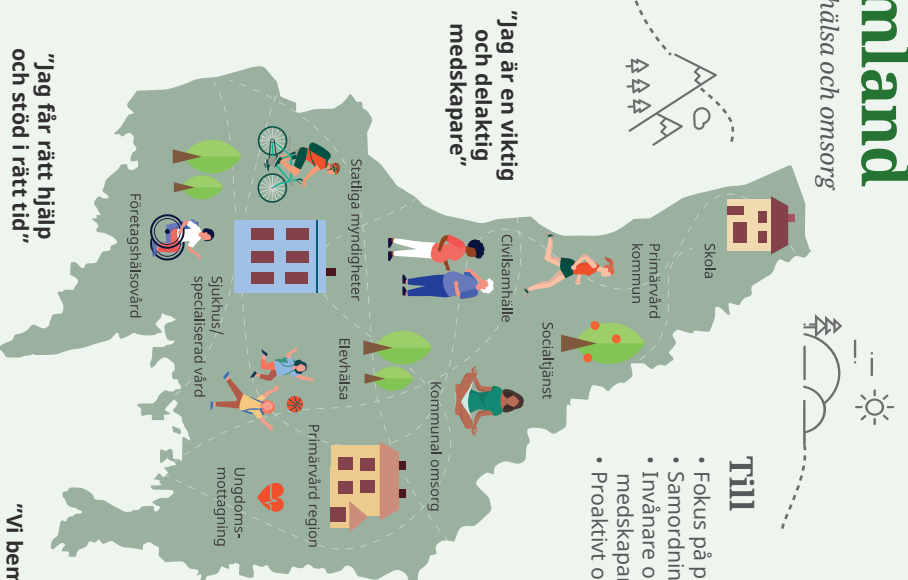 mland
hälsa och omsorg
Till
• Fokus på p
• Samordnin
• Invånare o
medskapar
• Proaktivt o
Skola
Primärvård
kommun
Socialtjänst
"Jag är en viktig
och delaktig
medskapare"
Civilsamhälle
Kommunal omsorg
Statliga myndigheter
Elevhälsa
Primärvård region
Sjukhus/
specialiserad vård
Ungdoms-
mottagning
Företagshälsovård
"Jag får rätt hjälp
och stöd i rätt tid"
"Vi bem